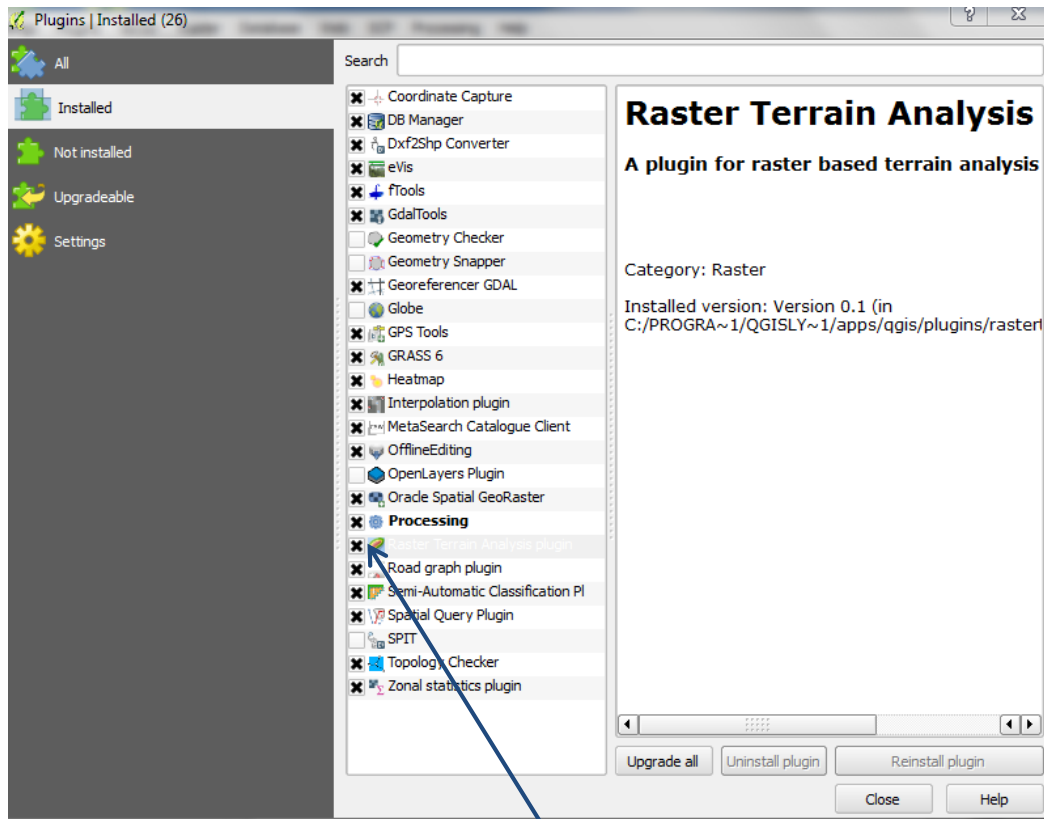 Plugins | Installed (26)
All
Installed
Not installed
Upgradeable
Settings
Search
Coordinate Capture
DB Manager
Dxf2Shp Converter
eVis
fTools
GdalTools
Geometry Checker
Geometry Snapper
Georeferencer GDAL
Globe
GPS Tools
GRASS 6
Heatmap
Interpolation plugin
MetaSearch Catalogue Client
OfflineEditing
OpenLayers Plugin
Oracle Spatial GeoRaster
Processing
Raster Terrain Analysis plugin
Road graph plugin
Semi-Automatic Classification Pl
Spatial Query Plugin
SPIT
Topology Checker
Zonal statistics plugin
Raster Terrain Analysis
A plugin for raster based terrain analysis
Category: Raster
Installed version: Version 0.1 (in
C:/PROGRA~1/QGISLY~1/apps/qgis/plugins/rastert
Upgrade all
Uninstall plugin
Reinstall plugin
Close
Help